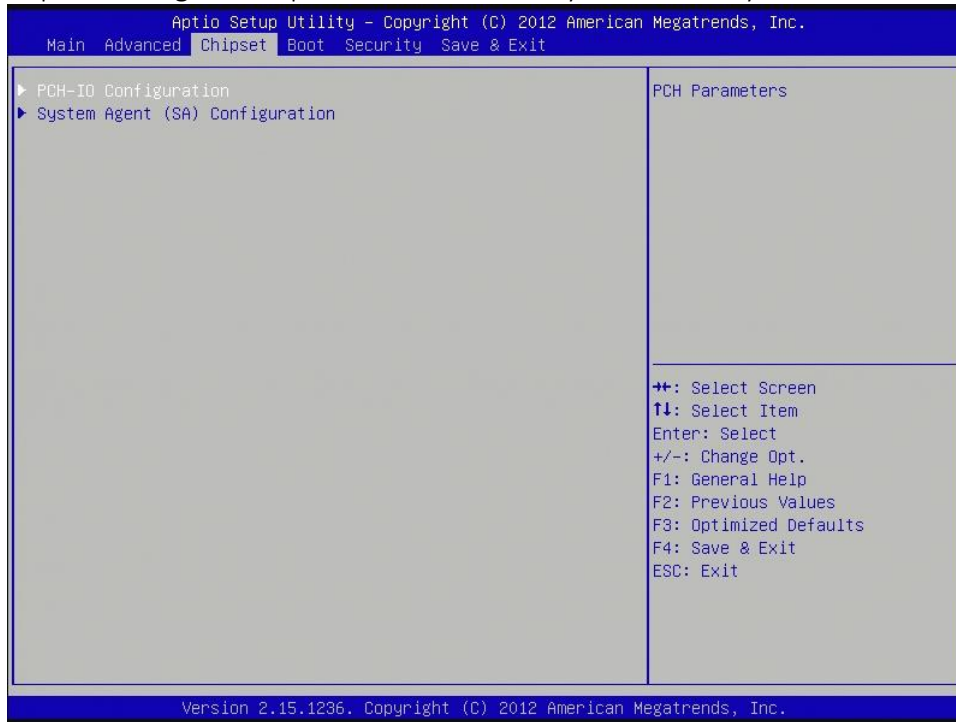 Aptio Setup Utility – Copyright (C) 2012 American Megatrends, Inc.
Main Advanced Chipset Boot Security Save & Exit
PCH-IO Configuration
System Agent (SA) Configuration
PCH Parameters
→←: Select Screen
↑↓: Select Item
Enter: Select
+/-: Change Opt.
F1: General Help
F2: Previous Values
F3: Optimized Defaults
F4: Save & Exit
ESC: Exit
Version 2.15.1236. Copyright (C) 2012 American Megatrends, Inc.